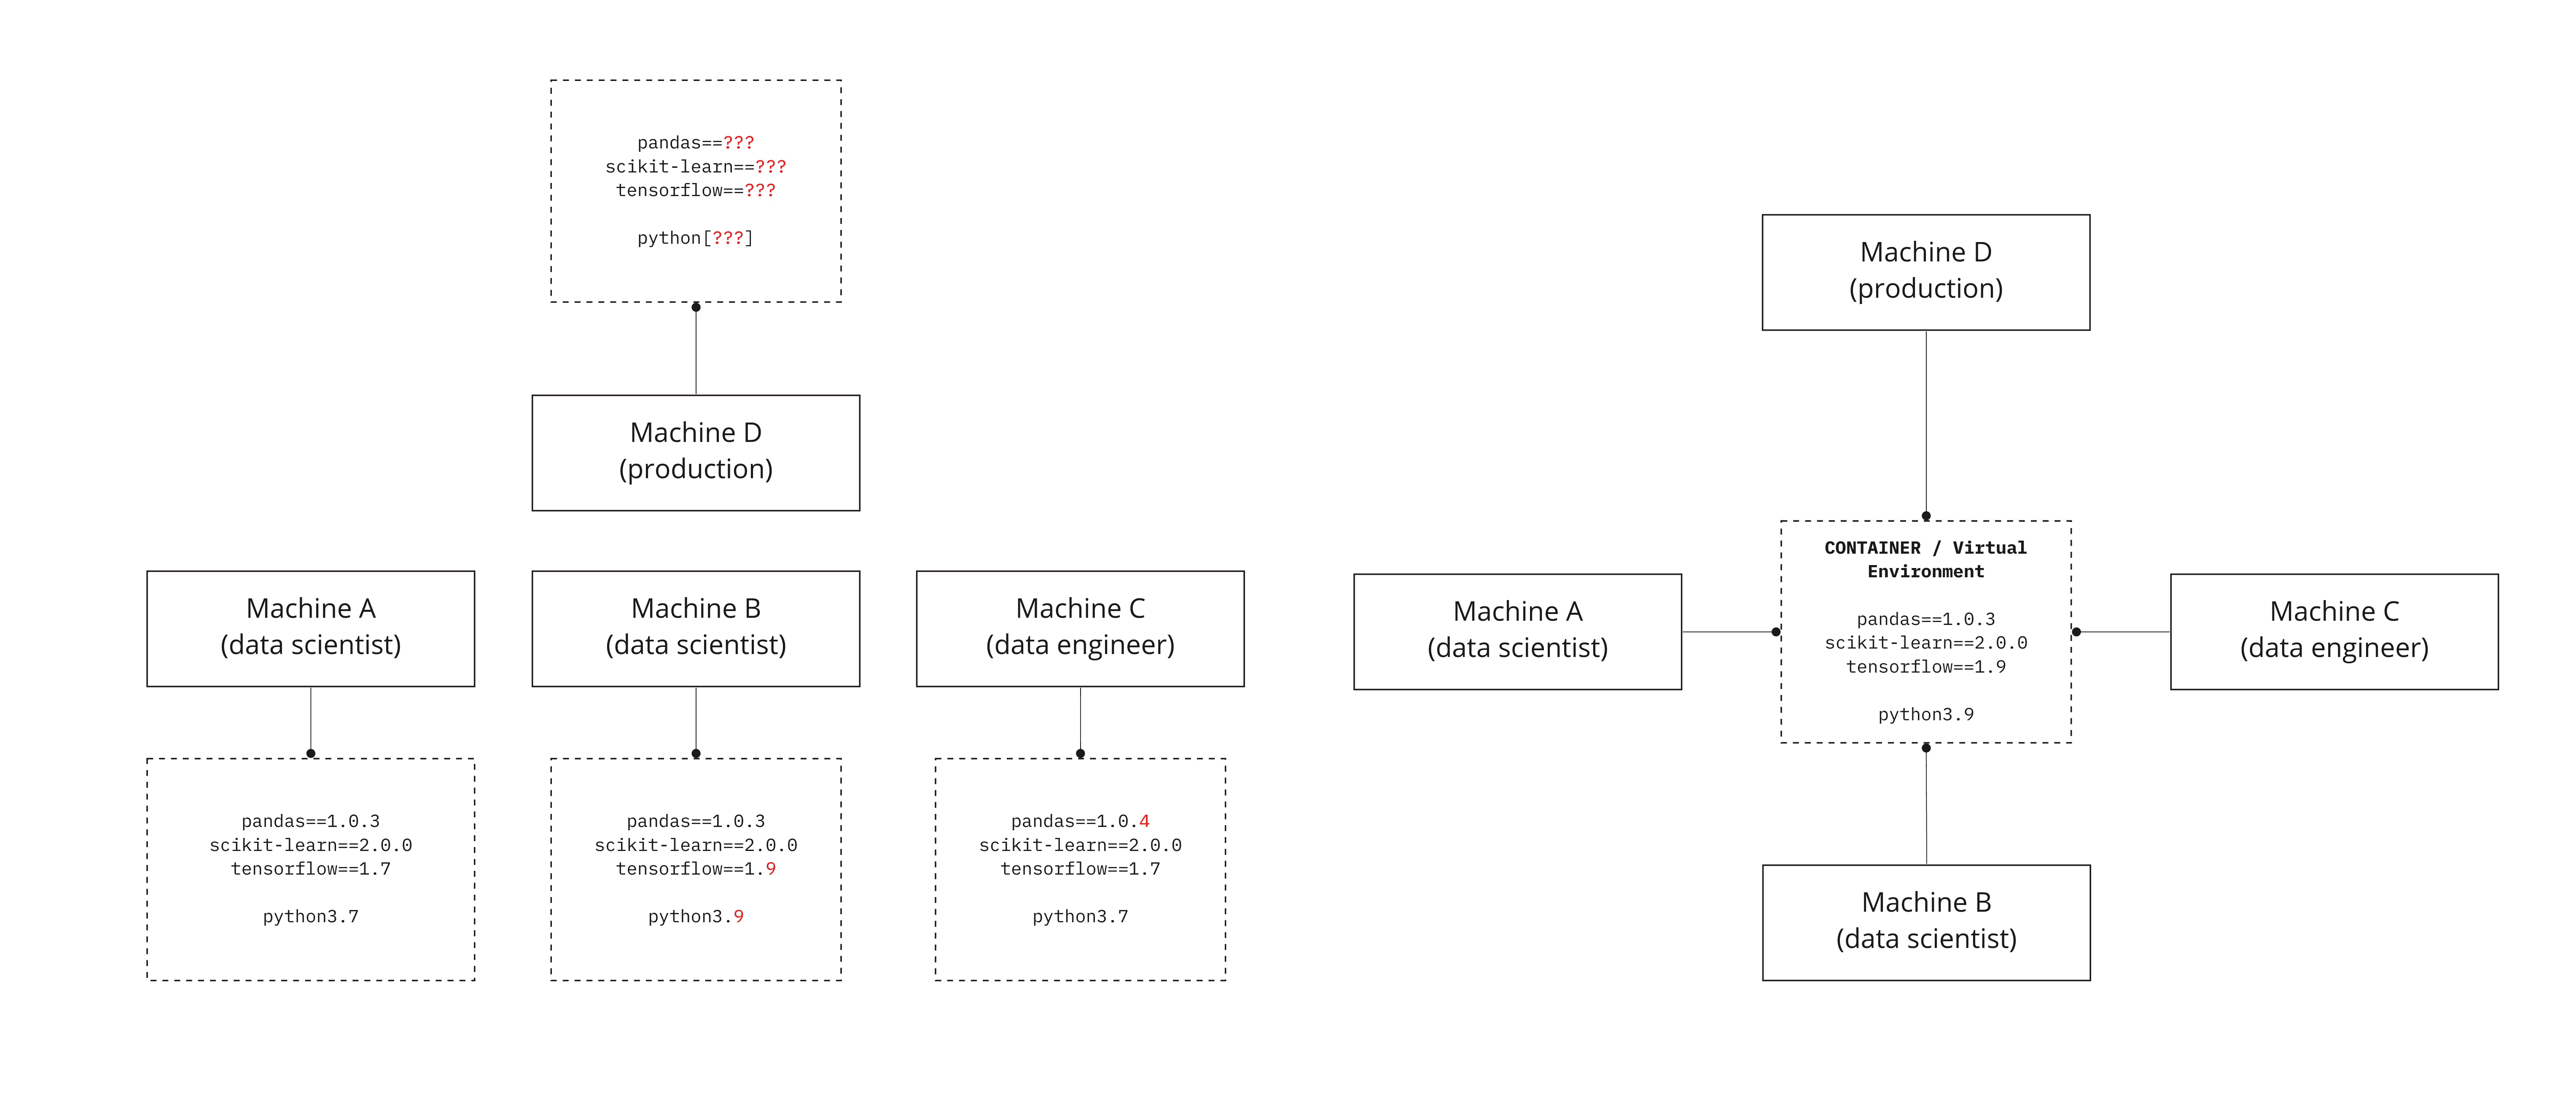 pandas==???
scikit-learn==???
tensorflow==???
python[???]
Machine D
(production)
Machine A
(data scientist)
Machine B
(data scientist)
Machine C
(data engineer)
pandas==1.0.3
scikit-learn==2.0.0
tensorflow==1.7
python3.7
pandas==1.0.3
scikit-learn==2.0.0
tensorflow==1.9
python3.9
pandas==1.0.4
scikit-learn==2.0.0
tensorflow==1.7
python3.7
Machine D
(production)
Machine A
(data scientist)
CONTAINER / Virtual
Environment
pandas==1.0.3
scikit-learn==2.0.0
tensorflow==1.9
python3.9
Machine C
(data engineer)
Machine B
(data scientist)